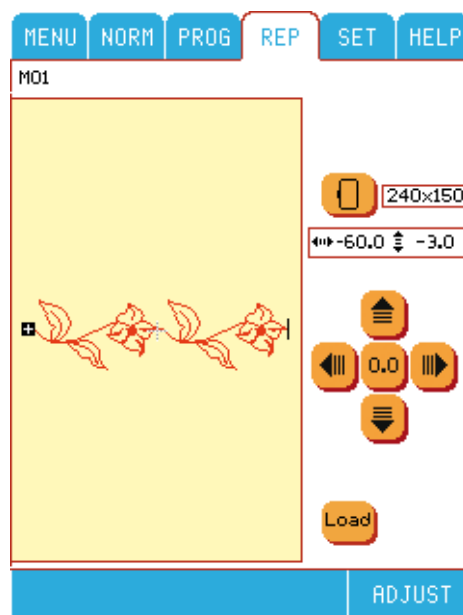 MENU NORM PROG REP SET HELP
M01
240x150
-60.0 -3.0
0.0
Load
ADJUST